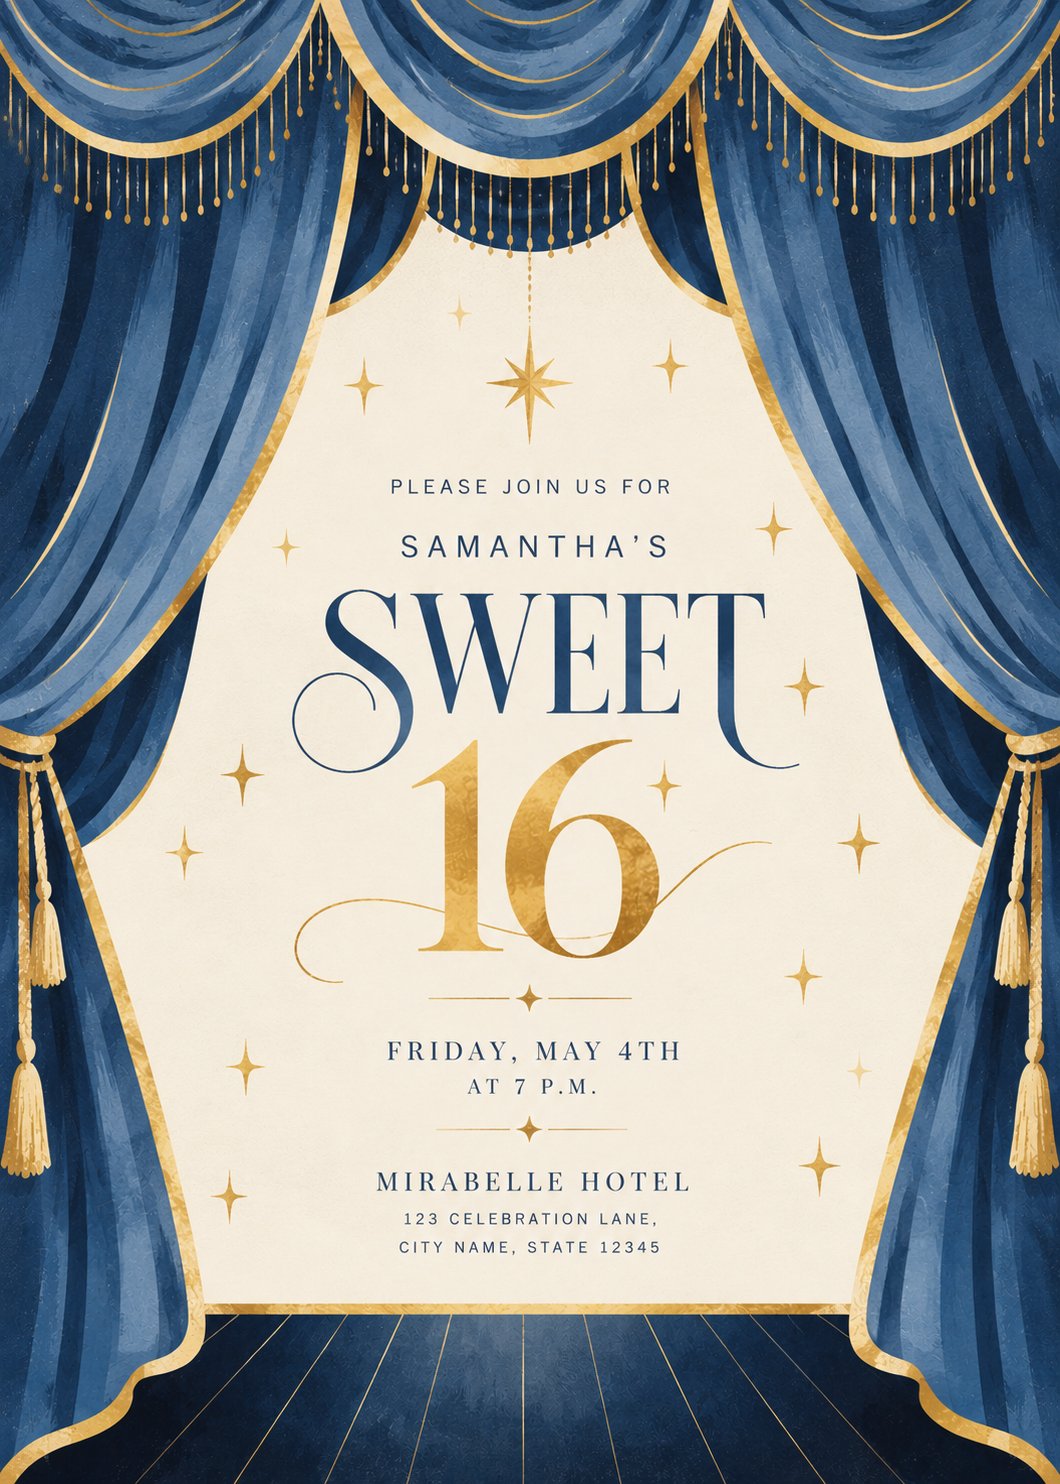 PLEASE JOIN US FOR
SAMANTHA'S
SWEET
16
FRIDAY, MAY 4TH
AT 7 P.M.
MIRABELLE HOTEL
123 CELEBRATION LANE,
CITY NAME, STATE 12345